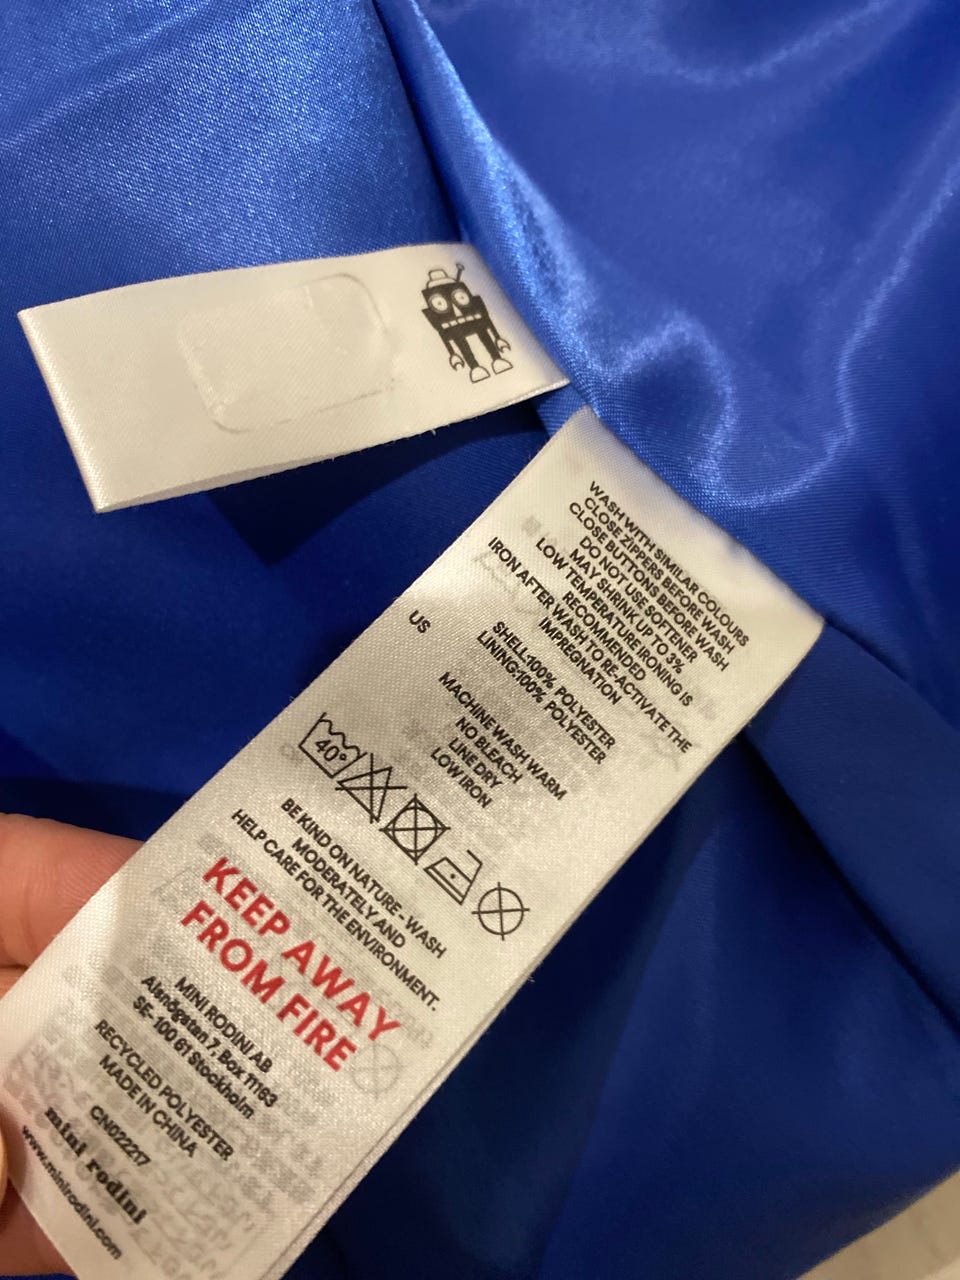 WASH WITH SIMILAR COLOURS
CLOSE ZIPPERS BEFORE WASH
CLOSE BUTTONS BEFORE WASH
DO NOT USE SOFTENER
MAY SHRINK UP TO 3%
LOW TEMPERATURE IRONING IS
RECOMMENDED
IRON AFTER WASH TO RE-ACTIVATE THE
IMPREGNATION
US
SHELL:100% POLYESTER
LINING:100% POLYESTER
MACHINE WASH WARM
NO BLEACH
LINE DRY
LOW IRON
40°
BE KIND ON NATURE - WASH
MODERATELY AND
HELP CARE FOR THE ENVIRONMENT.
KEEP AWAY
FROM FIRE
MINI RODINI AB
Alsnögatan 7, Box 11163
SE- 100 61 Stockholm
RECYCLED POLYESTER
MADE IN CHINA
CN022217
mini rodini
www.minirodini.com